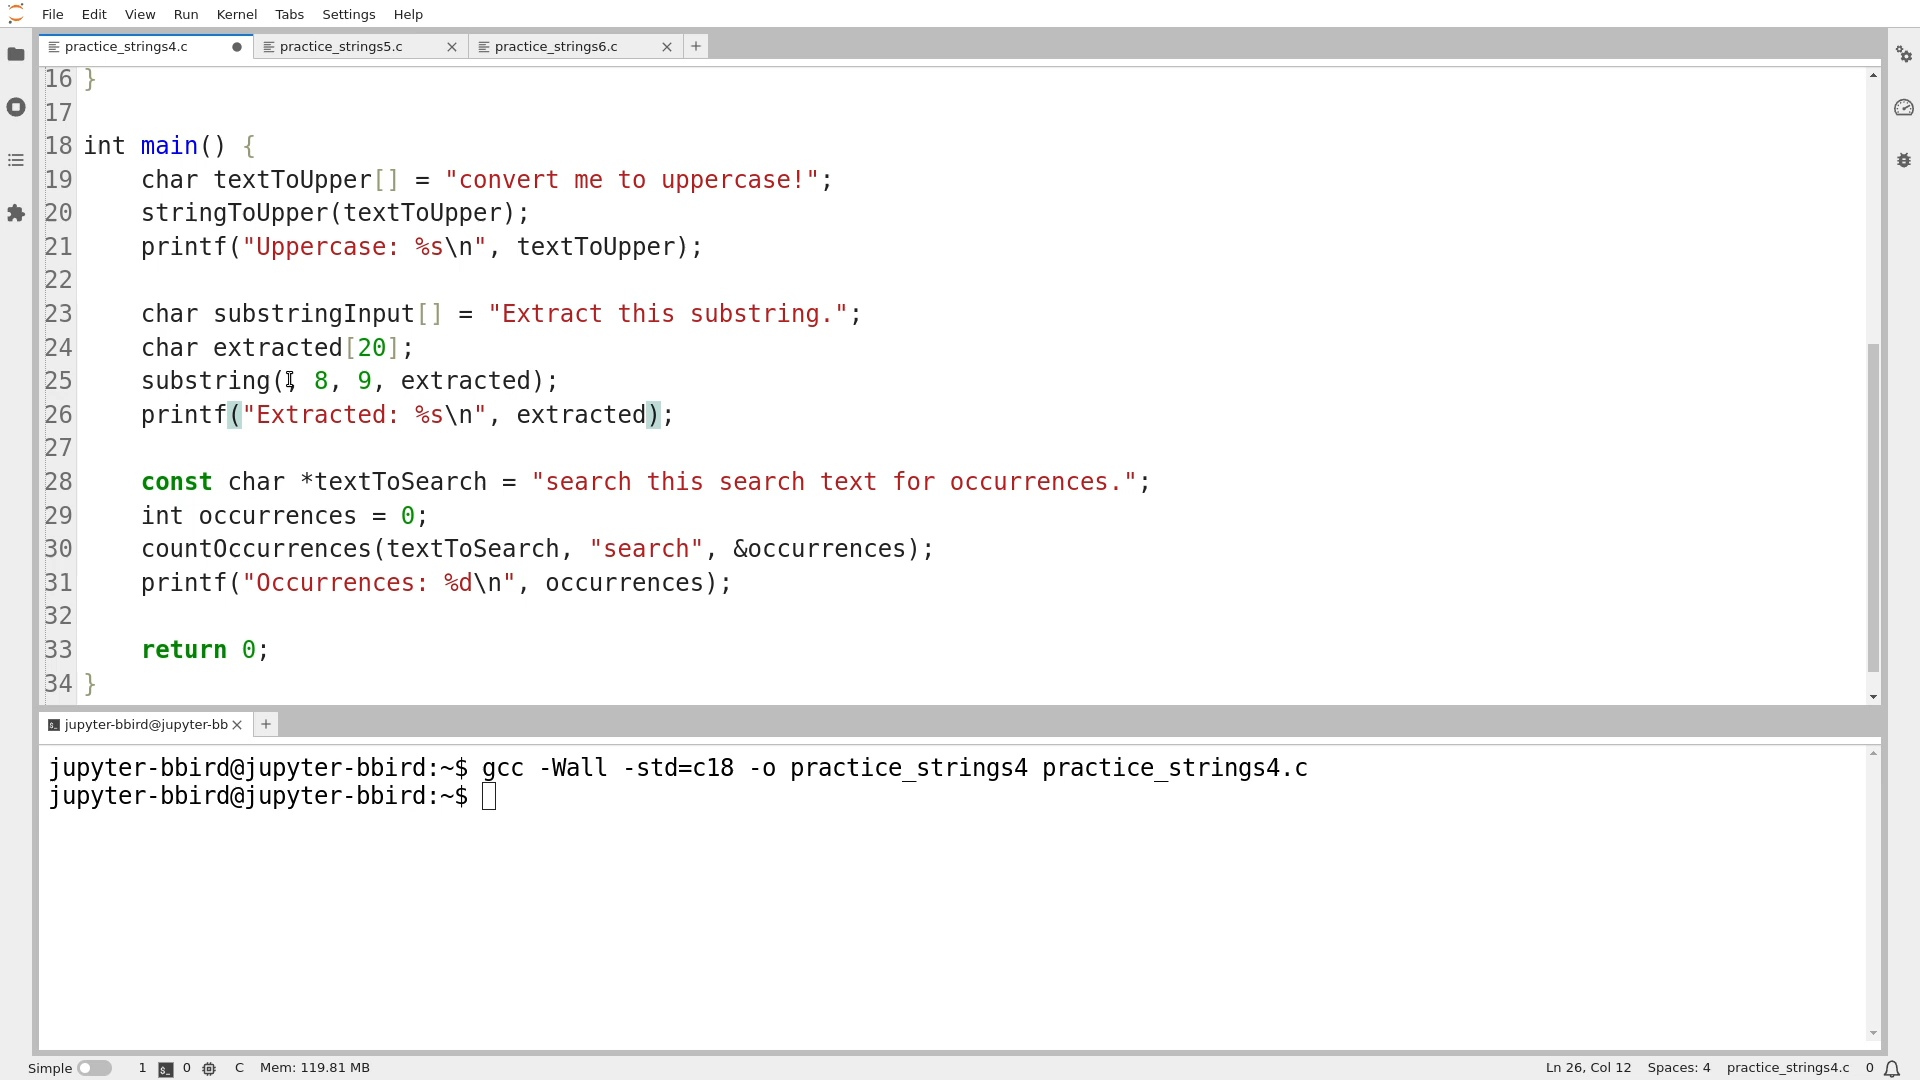 File Edit View Run Kernel Tabs Settings Help
practice_strings4.c practice_strings5.c practice_strings6.c
16 }
17
18 int main() {
19     char textToUpper[] = "convert me to uppercase!";
20     stringToUpper(textToUpper);
21     printf("Uppercase: %s\n", textToUpper);
22
23     char substringInput[] = "Extract this substring.";
24     char extracted[20];
25     substring(, 8, 9, extracted);
26     printf("Extracted: %s\n", extracted);
27
28     const char *textToSearch = "search this search text for occurrences.";
29     int occurrences = 0;
30     countOccurrences(textToSearch, "search", &occurrences);
31     printf("Occurrences: %d\n", occurrences);
32
33     return 0;
34 }
jupyter-bbird@jupyter-bb
jupyter-bbird@jupyter-bbird:~$ gcc -Wall -std=c18 -o practice_strings4 practice_strings4.c
jupyter-bbird@jupyter-bbird:~$
Simple 1 0 C Mem: 119.81 MB Ln 26, Col 12 Spaces: 4 practice_strings4.c 0